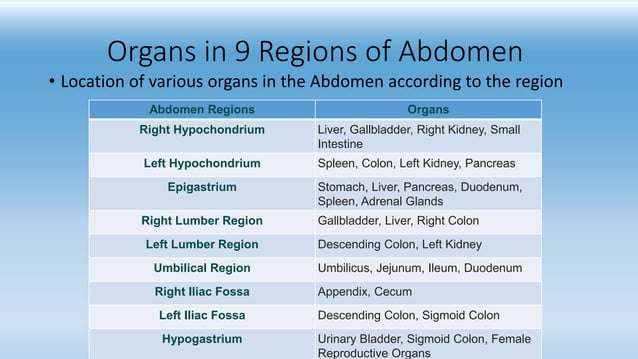 Organs in 9 Regions of Abdomen
• Location of various organs in the Abdomen according to the region
Abdomen Regions Organs
Right Hypochondrium Liver, Gallbladder, Right Kidney, Small
Intestine
Left Hypochondrium Spleen, Colon, Left Kidney, Pancreas
Epigastrium Stomach, Liver, Pancreas, Duodenum,
Spleen, Adrenal Glands
Right Lumber Region Gallbladder, Liver, Right Colon
Left Lumber Region Descending Colon, Left Kidney
Umbilical Region Umbilicus, Jejunum, Ileum, Duodenum
Right Iliac Fossa Appendix, Cecum
Left Iliac Fossa Descending Colon, Sigmoid Colon
Hypogastrium Urinary Bladder, Sigmoid Colon, Female
Reproductive Organs